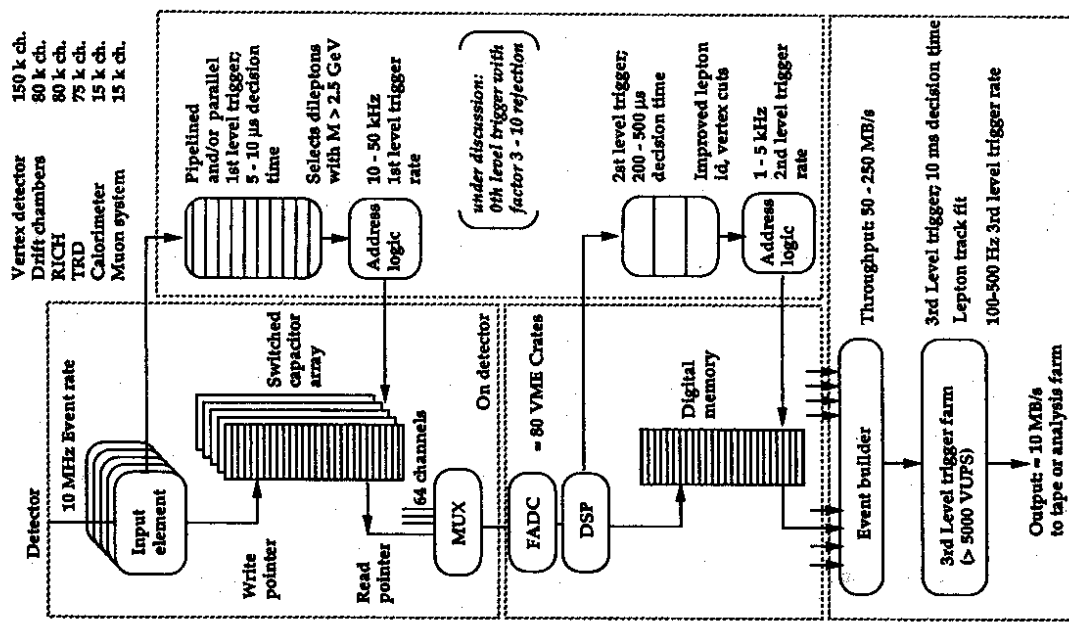 Detector
10 MHz Event rate
Input
element
Write
pointer
Read
pointer
Switched
capacitor
array
64 channels
MUX
On detector
Vertex detector 150 k ch.
Drift chambers 80 k ch.
RICH 80 k ch.
TRD 75 k ch.
Calorimeter 15 k ch.
Muon system 15 k ch.
Pipelined
and/or parallel
1st level trigger;
5 - 10 µs decision
time
Selects dileptons
with M > 2.5 GeV
Address
logic
10 - 50 kHz
1st level trigger
rate
under discussion:
0th level trigger with
factor 3 - 10 rejection
FADC
≈ 80 VME Crates
DSP
Digital
memory
2st level trigger;
200 - 500 µs
decision time
Improved lepton
id, vertex cuts
Address
logic
1 - 5 kHz
2nd level trigger
rate
Event builder
Throughput: 50 - 250 MB/s
3rd Level trigger farm
(> 5000 VUPS)
3rd Level trigger; 10 ms decision time
Lepton track fit
100-500 Hz 3rd level trigger rate
Output: ≈ 10 MB/s
to tape or analysis farm